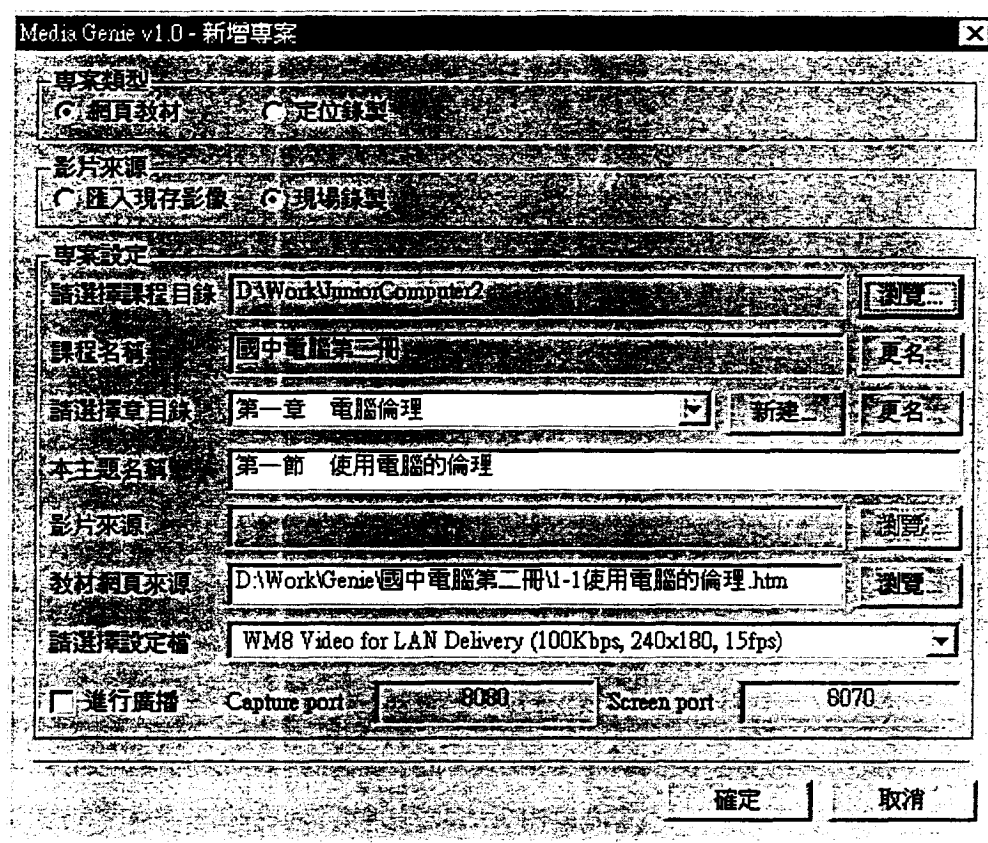 Media Genie v1.0 - 新增專案
專案類型
網頁教材 定位錄製
影片來源
匯入現存影像 現場錄製
專案設定
請選擇課程目錄 D:\Work\JuniorComputer2 瀏覽...
課程名稱 國中電腦第二冊 更名...
請選擇章目錄 第一章 電腦倫理 新建... 更名...
本主題名稱 第一節 使用電腦的倫理
影片來源 瀏覽...
教材網頁來源 D:\Work\Genie\國中電腦第二冊\1-1使用電腦的倫理.htm 瀏覽...
請選擇設定檔 WM8 Video for LAN Delivery (100Kbps, 240x180, 15fps)
進行廣播 Capture port 8080 Screen port 8070
確定 取消